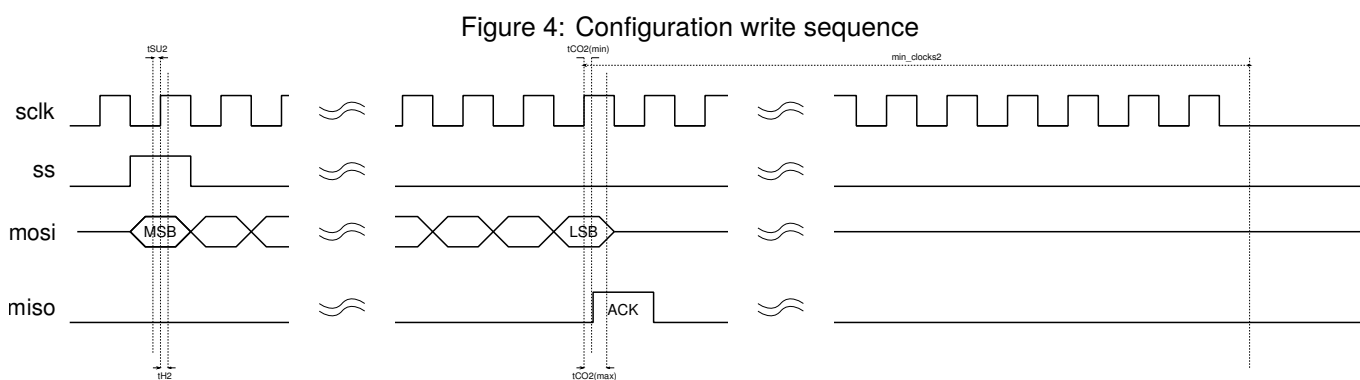 Figure 4: Configuration write sequence
tSU2
tCO2(min)
min_clocks2
sclk
ss
mosi
MSB
LSB
miso
ACK
tH2
tCO2(max)